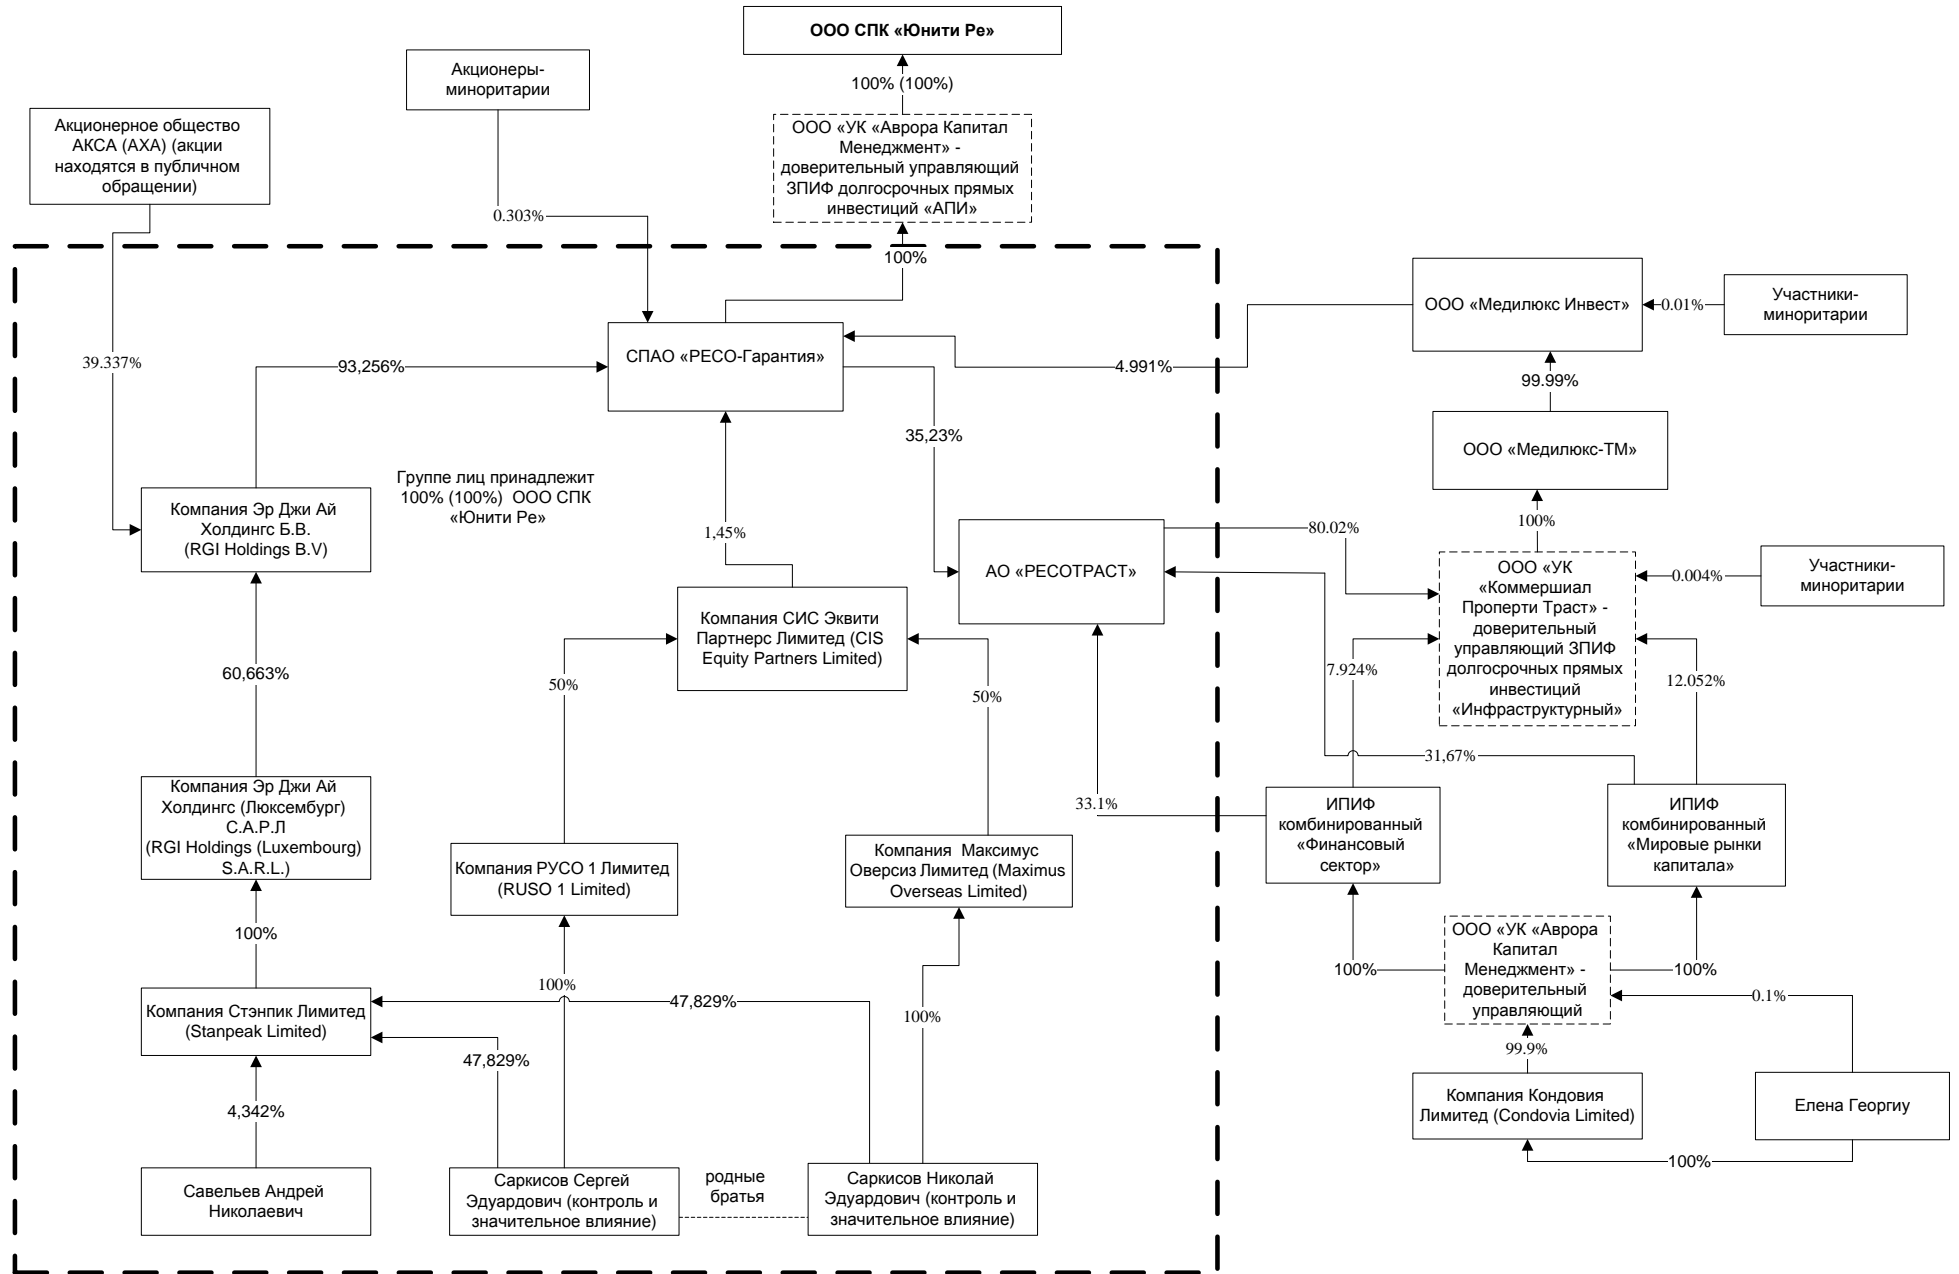 ООО СПК «Юнити Ре»
100% (100%)
Акционеры-
миноритарии
Акционерное общество
АКСА (АХА) (акции
находятся в публичном
обращении)
ООО «УК «Аврора Капитал
Менеджмент» -
доверительный управляющий
ЗПИФ долгосрочных прямых
инвестиций «АПИ»
0.303%
100%
ООО «Медилюкс Инвест»
0.01%
Участники-
миноритарии
39.337%
93,256%
СПАО «РЕСО-Гарантия»
4.991%
99.99%
35,23%
ООО «Медилюкс-ТМ»
Группе лиц принадлежит
100% (100%) ООО СПК
«Юнити Ре»
Компания Эр Джи Ай
Холдингс Б.В.
(RGI Holdings B.V)
1,45%
АО «РЕСОТРАСТ»
80.02%
100%
ООО «УК
«Коммершиал
Проперти Траст» -
доверительный
управляющий ЗПИФ
долгосрочных прямых
инвестиций
«Инфраструктурный»
0.004%
Участники-
миноритарии
Компания СИС Эквити
Партнерс Лимитед (CIS
Equity Partners Limited)
60,663%
50%
50%
7.924%
12.052%
31,67%
33.1%
Компания Эр Джи Ай
Холдингс (Люксембург)
С.А.Р.Л
(RGI Holdings (Luxembourg)
S.A.R.L.)
Компания РУСО 1 Лимитед
(RUSO 1 Limited)
Компания Максимус
Оверсиз Лимитед (Maximus
Overseas Limited)
ИПИФ
комбинированный
«Финансовый
сектор»
ИПИФ
комбинированный
«Мировые рынки
капитала»
100%
100%
100%
ООО «УК «Аврора
Капитал
Менеджмент» -
доверительный
управляющий
100%
100%
0.1%
Компания Стэнпик Лимитед
(Stanpeak Limited)
47,829%
47,829%
99.9%
4,342%
Компания Кондовия
Лимитед (Condovia Limited)
Елена Георгиу
100%
Савельев Андрей
Николаевич
Саркисов Сергей
Эдуардович (контроль и
значительное влияние)
родные
братья
Саркисов Николай
Эдуардович (контроль и
значительное влияние)